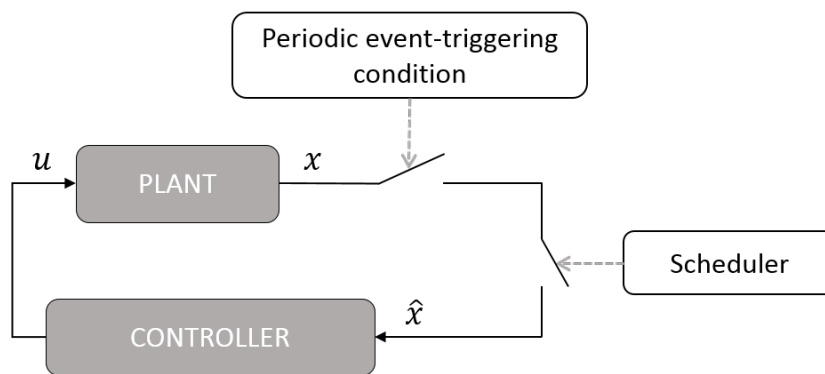 Periodic event-triggering
condition
u
x
PLANT
Scheduler
x̂
CONTROLLER